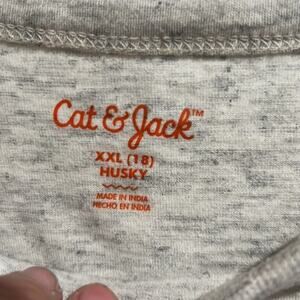 Cat & Jack™
XXL (18)
HUSKY
MADE IN INDIA
HECHO EN INDIA